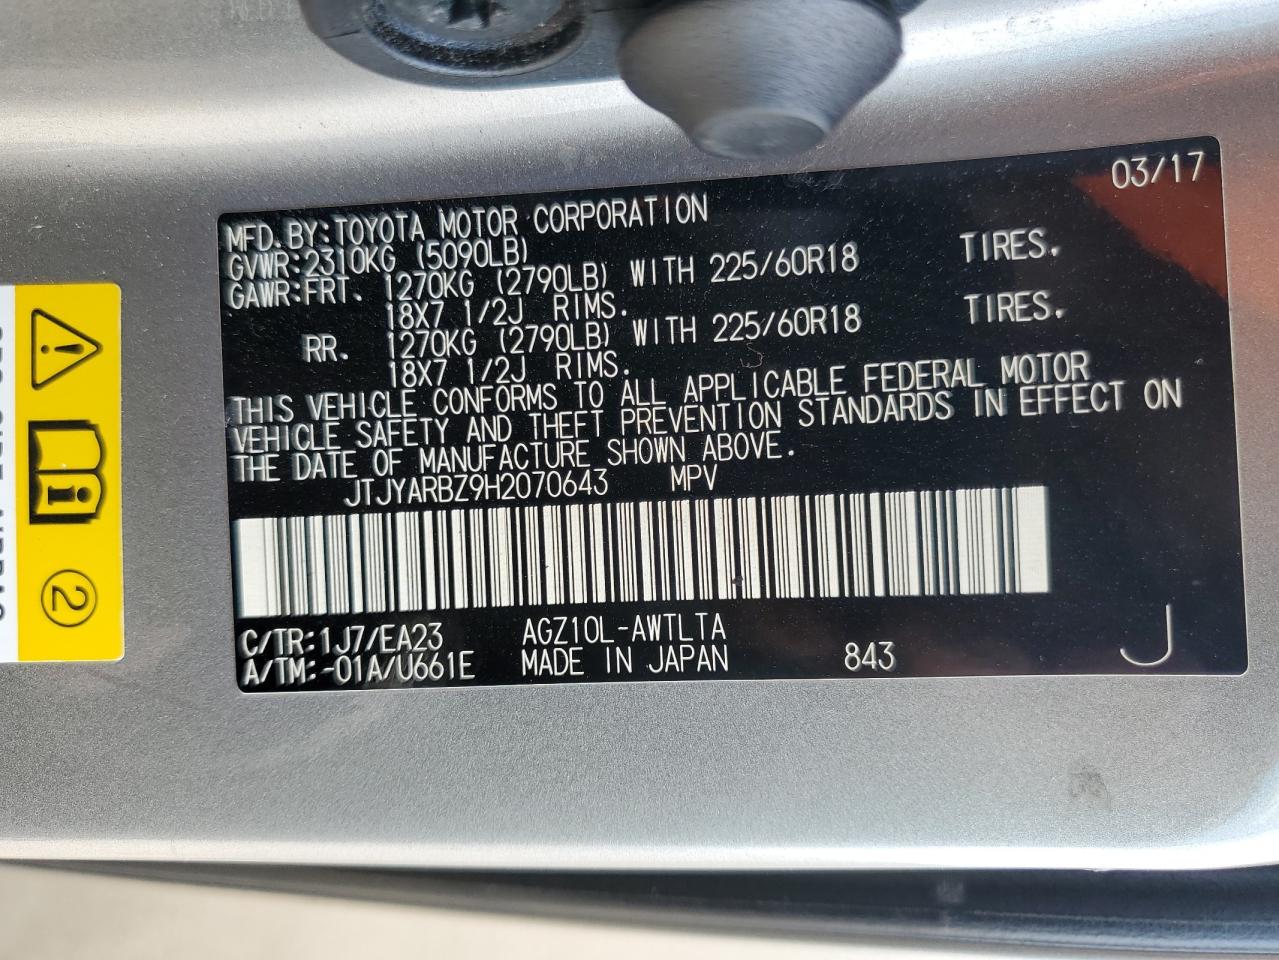 03/17
MFD.BY:TOYOTA MOTOR CORPORATION
GVWR:2310KG (5090LB)
GAWR:FRT. 1270KG (2790LB) WITH 225/60R18 TIRES.
18X7 1/2J RIMS.
RR. 1270KG (2790LB) WITH 225/60R18 TIRES.
18X7 1/2J RIMS.
THIS VEHICLE CONFORMS TO ALL APPLICABLE FEDERAL MOTOR
VEHICLE SAFETY AND THEFT PREVENTION STANDARDS IN EFFECT ON
THE DATE OF MANUFACTURE SHOWN ABOVE.
JTJYARBZ9H2070643 MPV
C/TR:1J7/EA23 AGZ10L-AWTLTA
A/TM:-01A/U661E MADE IN JAPAN 843 J
2